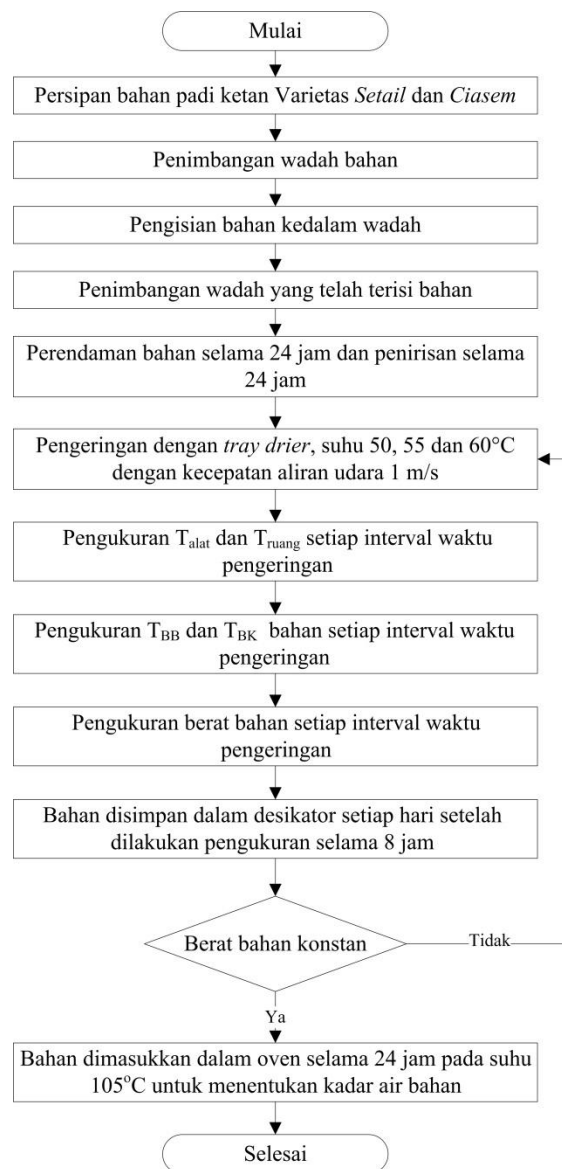 Mulai
Persipan bahan padi ketan Varietas Setail dan Ciasem
Penimbangan wadah bahan
Pengisian bahan kedalam wadah
Penimbangan wadah yang telah terisi bahan
Perendaman bahan selama 24 jam dan penirisan selama
24 jam
Pengeringan dengan tray drier, suhu 50, 55 dan 60°C
dengan kecepatan aliran udara 1 m/s
Pengukuran Talat dan Truang setiap interval waktu
pengeringan
Pengukuran TBB dan TBK bahan setiap interval waktu
pengeringan
Pengukuran berat bahan setiap interval waktu
pengeringan
Bahan disimpan dalam desikator setiap hari setelah
dilakukan pengukuran selama 8 jam
Berat bahan konstan
Tidak
Ya
Bahan dimasukkan dalam oven selama 24 jam pada suhu
105°C untuk menentukan kadar air bahan
Selesai